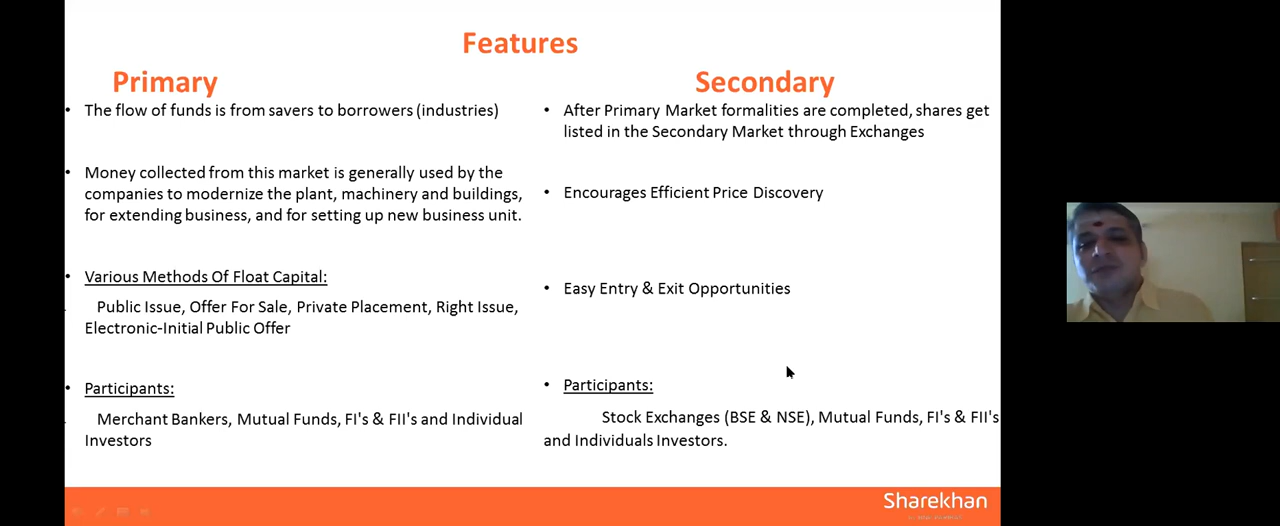 Features
Primary
• The flow of funds is from savers to borrowers (industries)
• Money collected from this market is generally used by the
companies to modernize the plant, machinery and buildings,
for extending business, and for setting up new business unit.
• Various Methods Of Float Capital:
Public Issue, Offer For Sale, Private Placement, Right Issue,
Electronic-Initial Public Offer
• Participants:
Merchant Bankers, Mutual Funds, FI's & FII's and Individual
Investors
Secondary
• After Primary Market formalities are completed, shares get
listed in the Secondary Market through Exchanges
• Encourages Efficient Price Discovery
• Easy Entry & Exit Opportunities
• Participants:
Stock Exchanges (BSE & NSE), Mutual Funds, FI's & FII's
and Individuals Investors.
Sharekhan